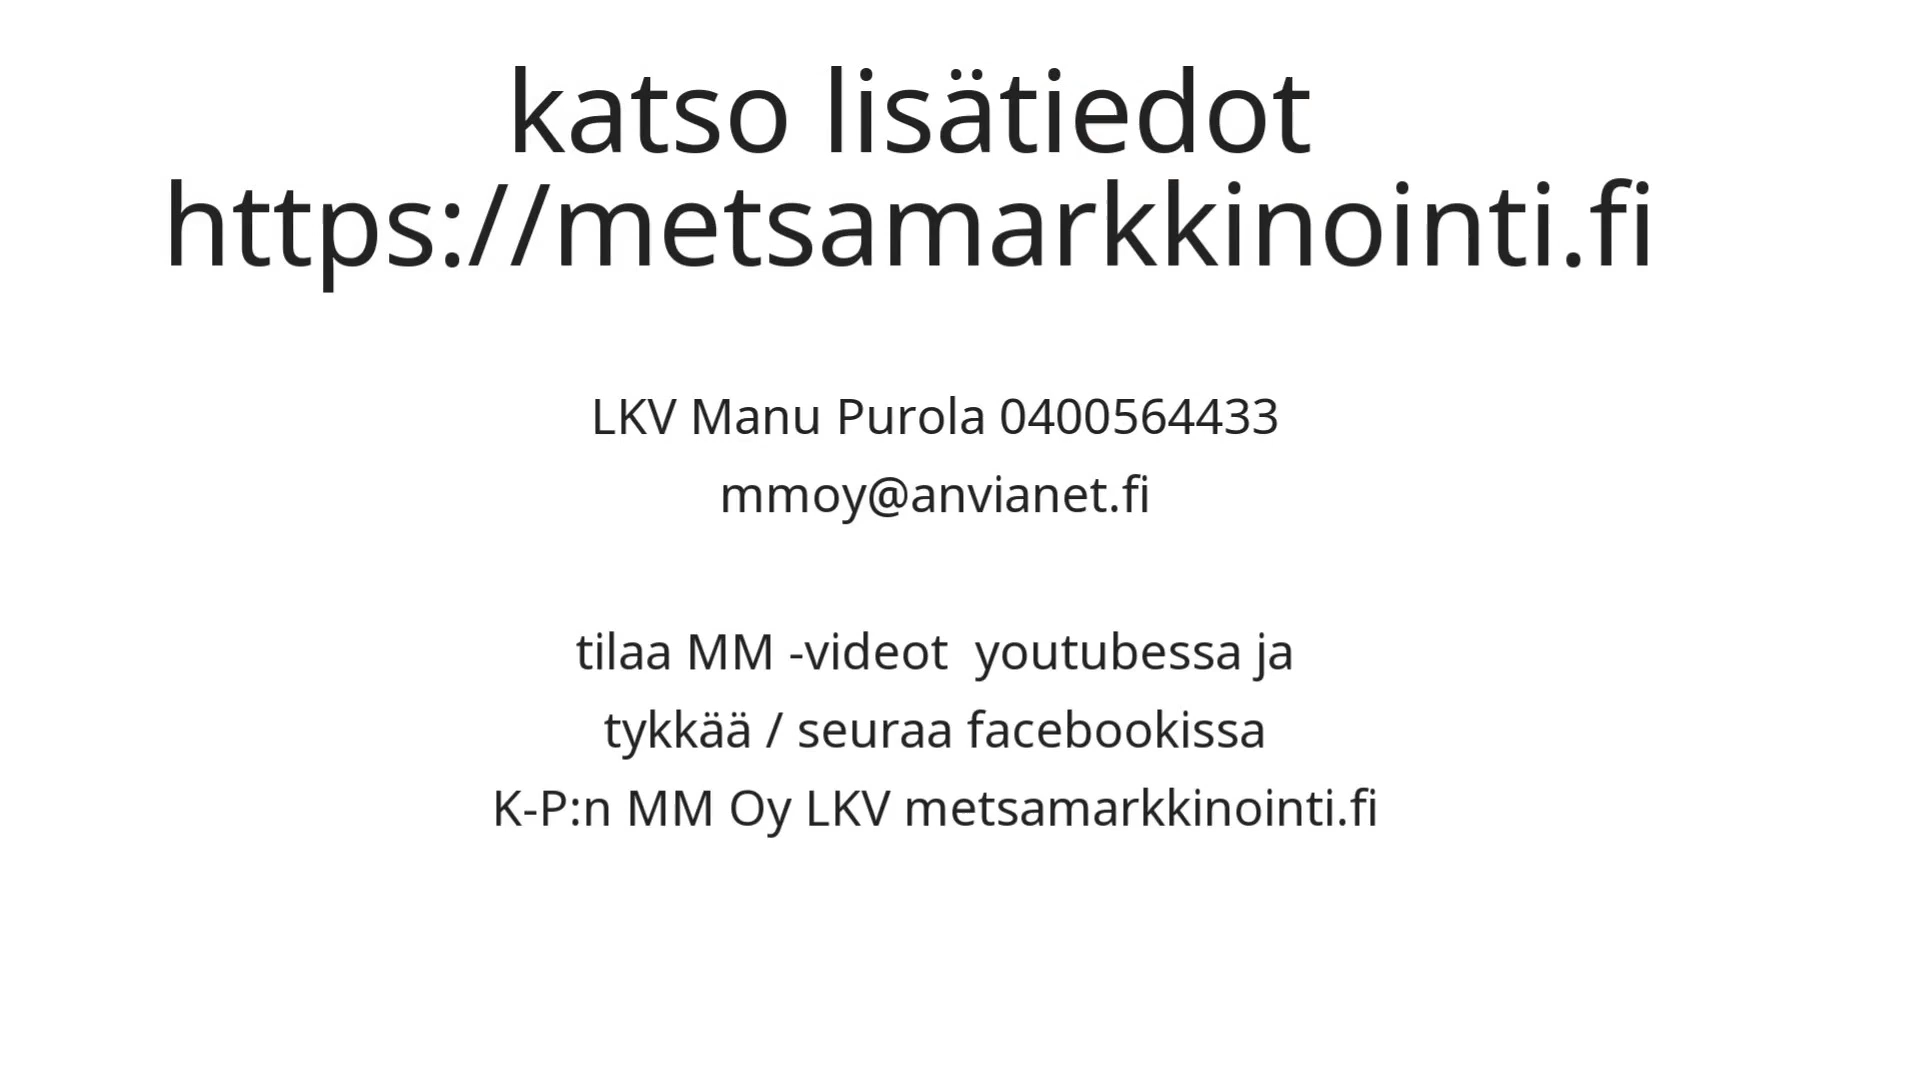 katso lisätiedot
https://metsamarkkinointi.fi
LKV Manu Purola 0400564433
mmoy@anvianet.fi
tilaa MM -videot  youtubessa ja
tykkää / seuraa facebookissa
K-P:n MM Oy LKV metsamarkkinointi.fi